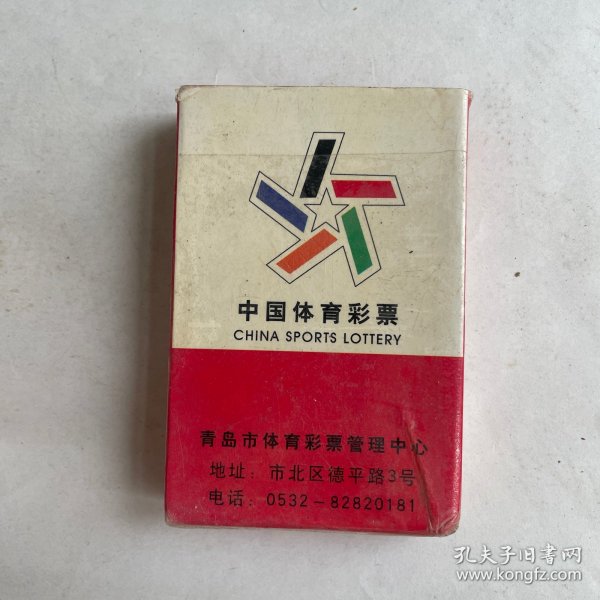 中国体育彩票
CHINA SPORTS LOTTERY
青岛市体育彩票管理中心
地址：市北区德平路3号
电话：0532-82820181
孔夫子旧书网
www.kongfz.com